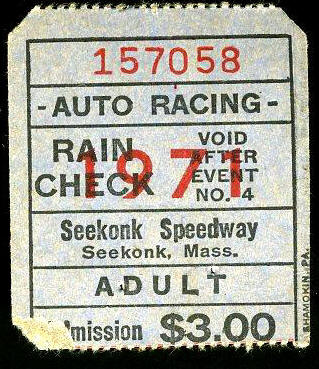 157058
- AUTO RACING -
RAIN CHECK
1971
VOID
AFTER
EVENT
NO. 4
Seekonk Speedway
Seekonk, Mass.
ADULT
mission $3.00
SHAMOKIN, PA.